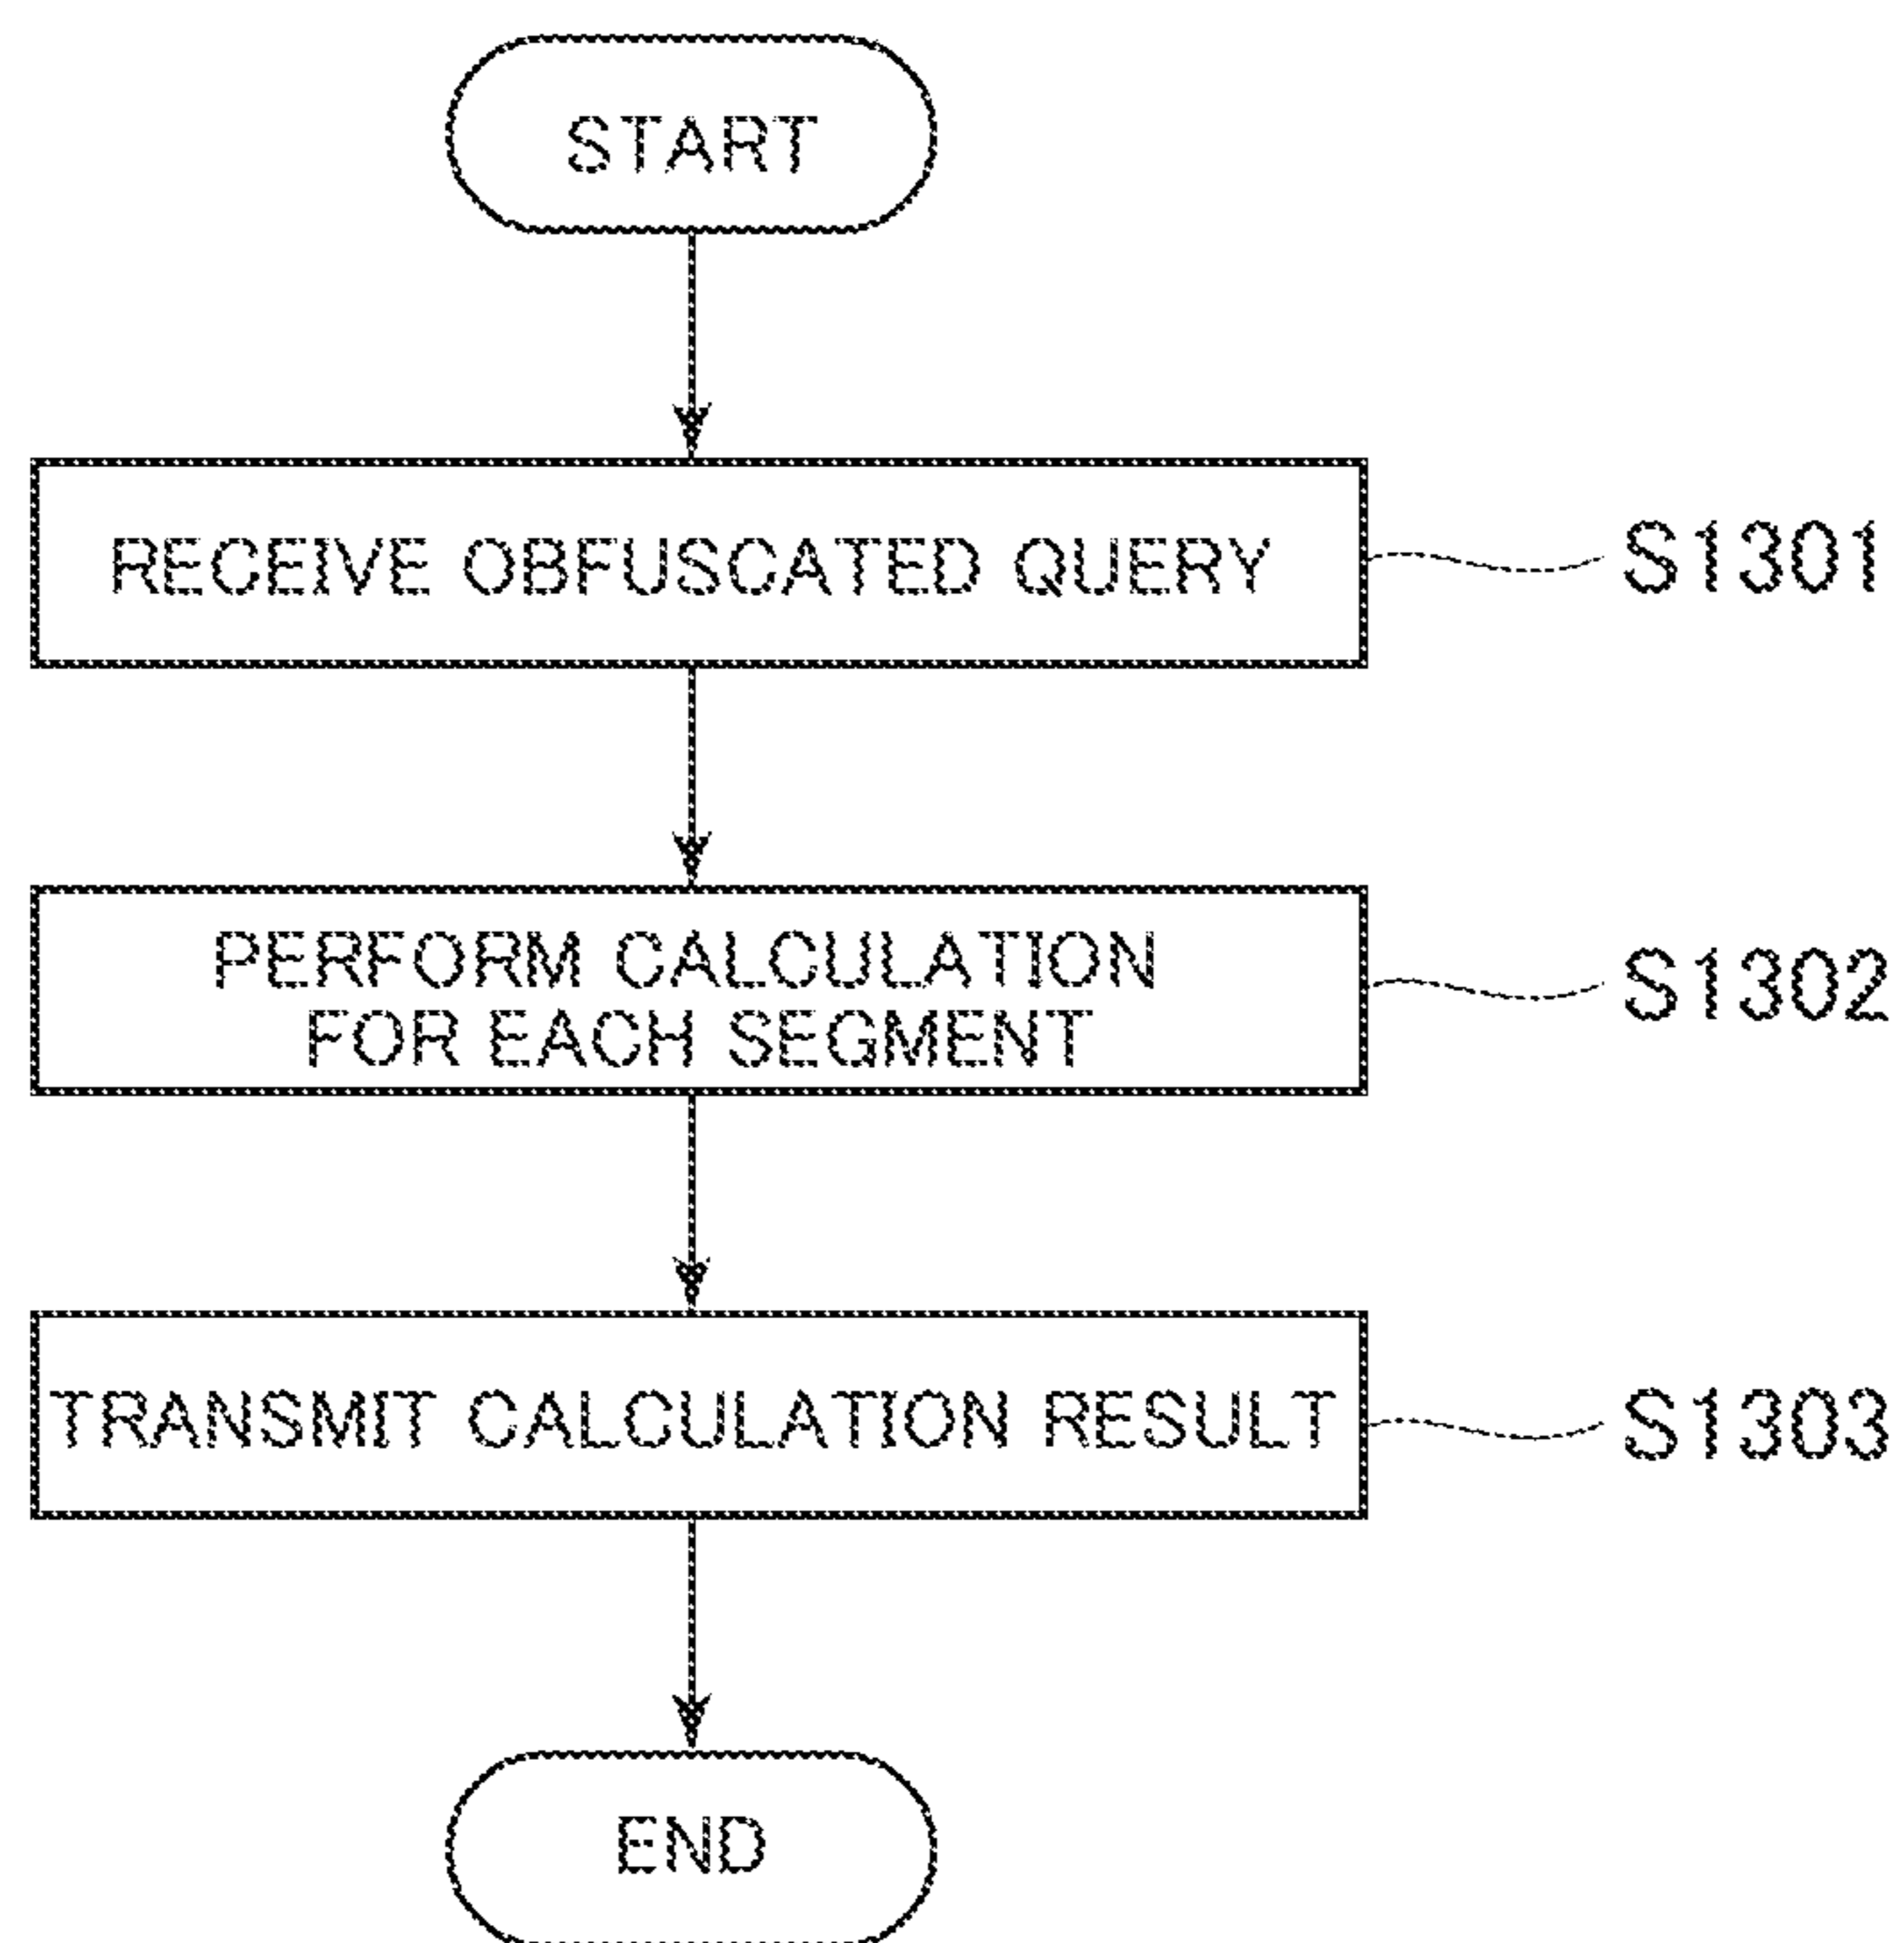 START
RECEIVE OBFUSCATED QUERY
S1301
PERFORM CALCULATION
FOR EACH SEGMENT
S1302
TRANSMIT CALCULATION RESULT
S1303
END